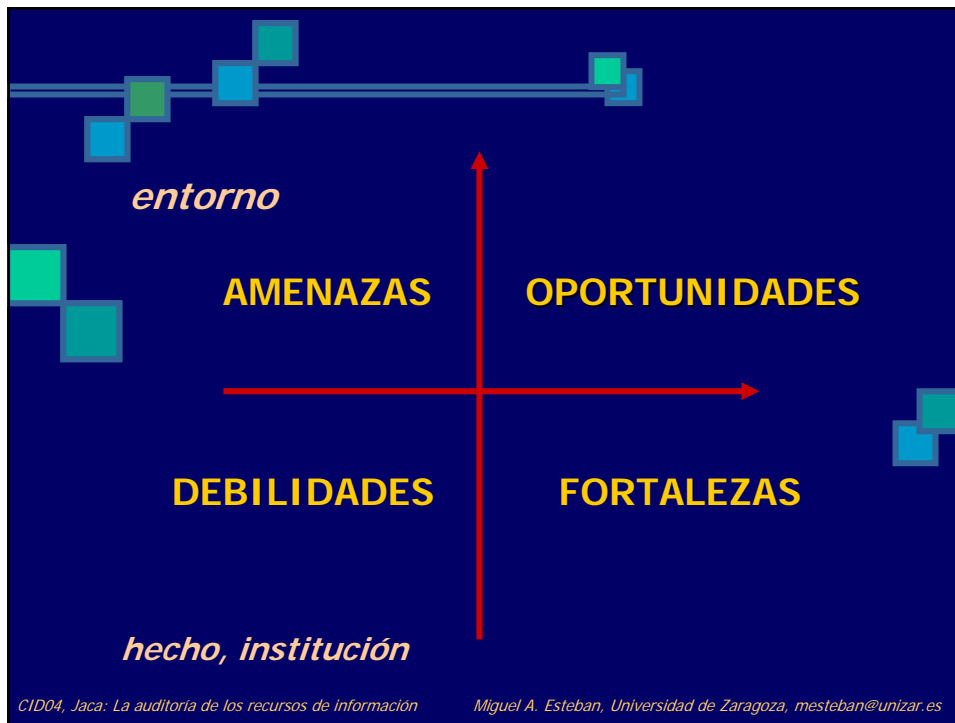 entorno
AMENAZAS OPORTUNIDADES
DEBILIDADES FORTALEZAS
hecho, institución
CID04, Jaca: La auditoría de los recursos de información Miguel A. Esteban, Universidad de Zaragoza, mesteban@unizar.es